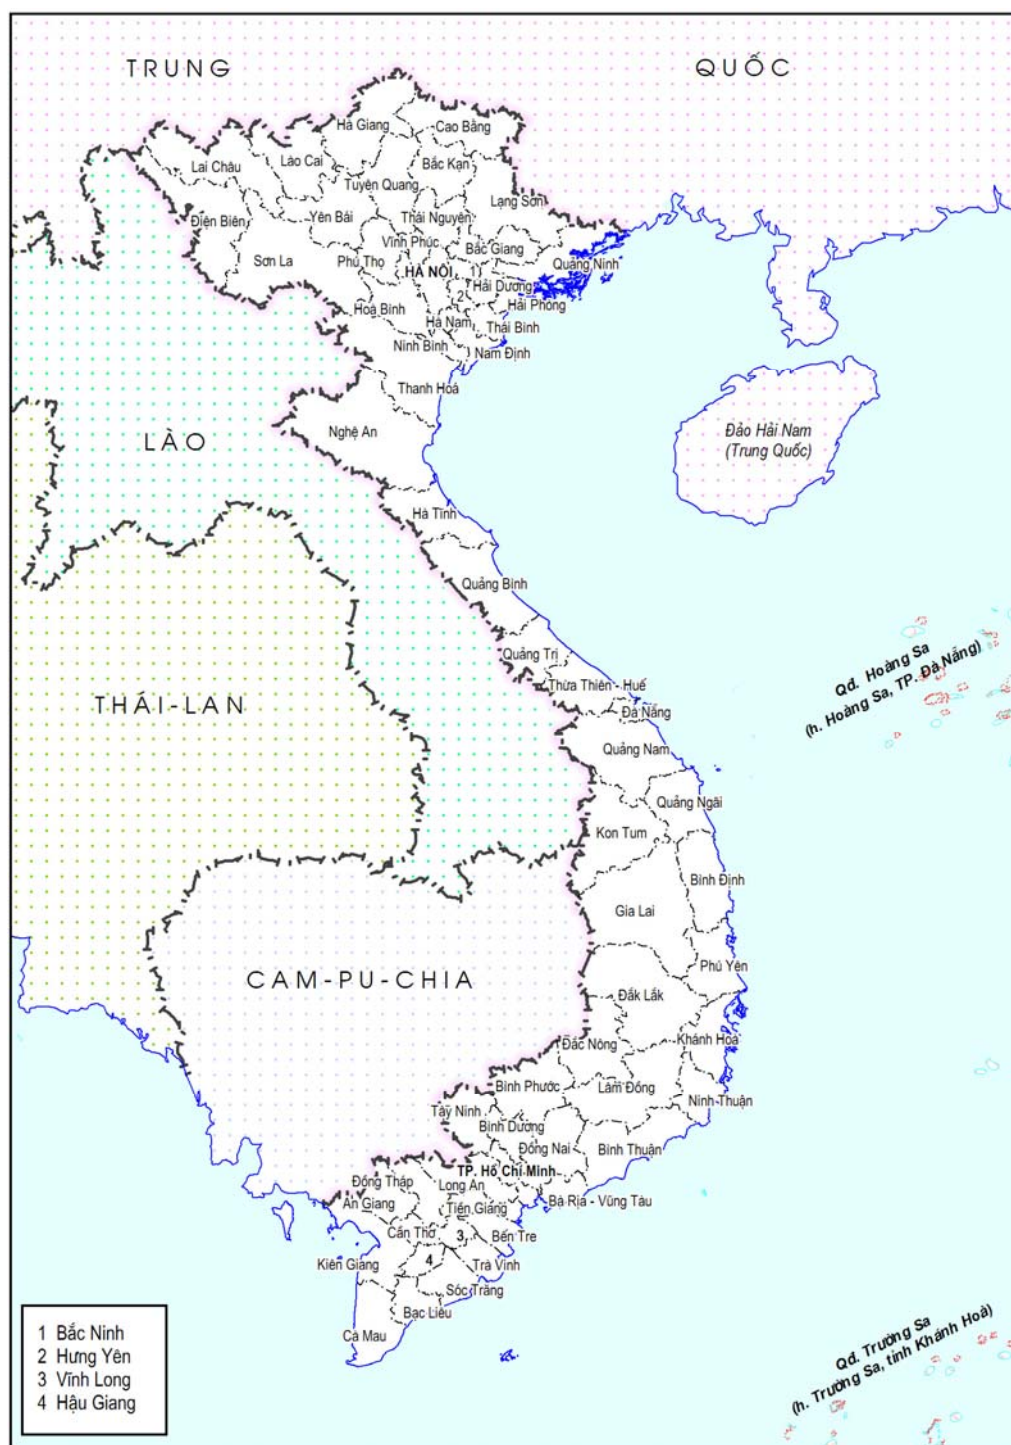 TRUNG QUỐC
Hà Giang
Cao Bằng
Lai Châu
Lào Cai
Bắc Kạn
Tuyên Quang
Lạng Sơn
Điện Biên
Yên Bái
Thái Nguyên
Vĩnh Phúc
Bắc Giang
Sơn La
Phú Thọ
HÀ NỘI
1
Quảng Ninh
Hải Dương
2
Hoà Bình
Hải Phòng
Hà Nam
Thái Bình
Ninh Bình
Nam Định
Thanh Hoá
Nghệ An
LÀO
Đảo Hải Nam
(Trung Quốc)
Hà Tĩnh
Quảng Bình
Quảng Trị
Thừa Thiên - Huế
Qđ. Hoàng Sa
(h. Hoàng Sa, TP. Đà Nẵng)
THÁI-LAN
Đà Nẵng
Quảng Nam
Quảng Ngãi
Kon Tum
Bình Định
Gia Lai
Phú Yên
CAM-PU-CHIA
Đắk Lắk
Đắc Nông
Khánh Hoà
Bình Phước
Lâm Đồng
Ninh Thuận
Tây Ninh
Bình Dương
Đồng Nai
Bình Thuận
TP. Hồ Chí Minh
Đồng Tháp
Long An
Bà Rịa - Vũng Tàu
An Giang
Tiền Giang
Cần Thơ
3
Bến Tre
4
Kiên Giang
Trà Vinh
Sóc Trăng
Bạc Liêu
Cà Mau
Qđ. Trường Sa
(h. Trường Sa, tỉnh Khánh Hoà)
1 Bắc Ninh
2 Hưng Yên
3 Vĩnh Long
4 Hậu Giang